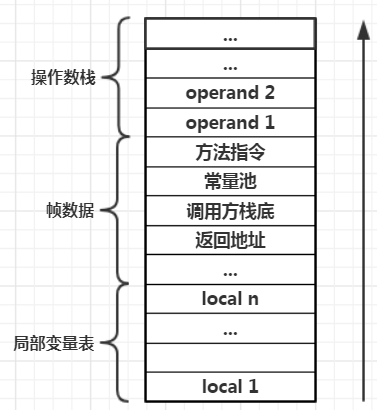 ...
...
操作数栈
operand 2
operand 1
方法指令
常量池
帧数据
调用方栈底
返回地址
...
local n
...
局部变量表
local 1